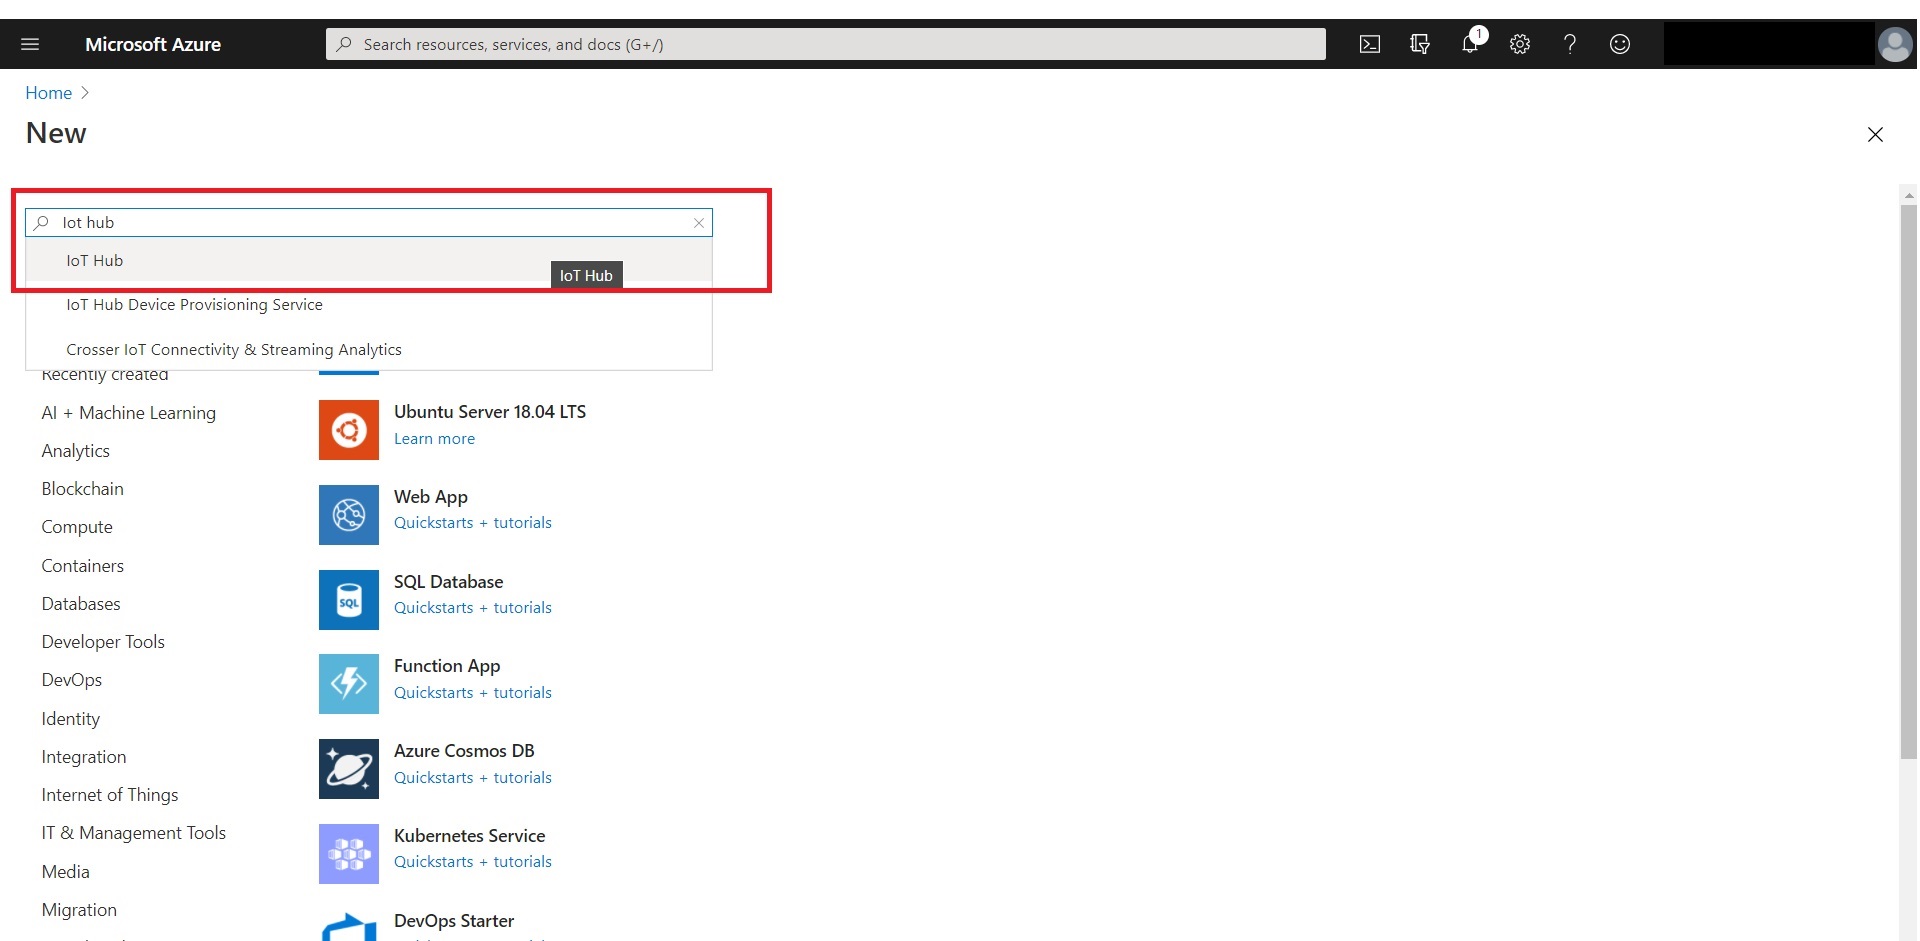 Microsoft Azure
Search resources, services, and docs (G+/)
1
Home
New
Iot hub
IoT Hub
IoT Hub
IoT Hub Device Provisioning Service
Crosser IoT Connectivity & Streaming Analytics
Recently created
AI + Machine Learning
Analytics
Blockchain
Compute
Containers
Databases
Developer Tools
DevOps
Identity
Integration
Internet of Things
IT & Management Tools
Media
Migration
Ubuntu Server 18.04 LTS
Learn more
Web App
Quickstarts + tutorials
SQL
SQL Database
Quickstarts + tutorials
Function App
Quickstarts + tutorials
Azure Cosmos DB
Quickstarts + tutorials
Kubernetes Service
Quickstarts + tutorials
DevOps Starter